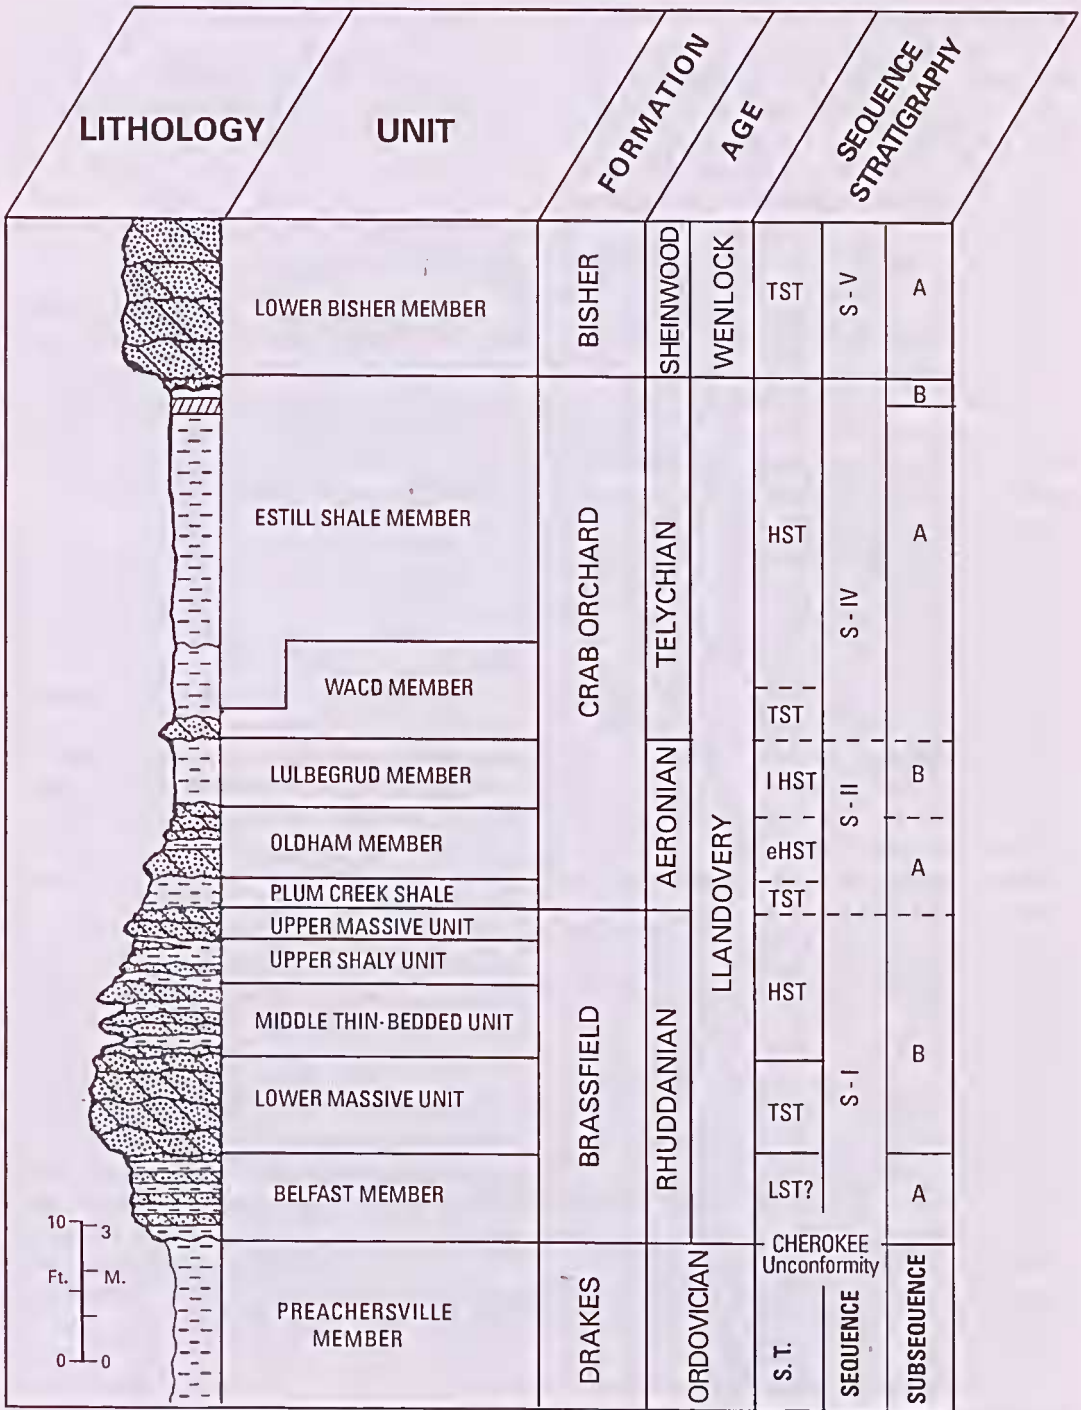 LITHOLOGY
UNIT
FORMATION
AGE
SEQUENCE
STRATIGRAPHY
LOWER BISHER MEMBER
BISHER
SHEINWOOD
WENLOCK
TST
S - V
A
B
ESTILL SHALE MEMBER
CRAB ORCHARD
TELYCHIAN
LLANDOVERY
HST
S - IV
A
WACO MEMBER
TST
LULBEGRUD MEMBER
AERONIAN
l HST
S - II
B
OLDHAM MEMBER
eHST
A
PLUM CREEK SHALE
TST
UPPER MASSIVE UNIT
UPPER SHALY UNIT
HST
MIDDLE THIN-BEDDED UNIT
BRASSFIELD
RHUDDANIAN
S - I
B
LOWER MASSIVE UNIT
TST
BELFAST MEMBER
LST?
A
10
3
Ft.
M.
0
0
CHEROKEE
Unconformity
PREACHERSVILLE
MEMBER
DRAKES
ORDOVICIAN
S. T.
SEQUENCE
SUBSEQUENCE